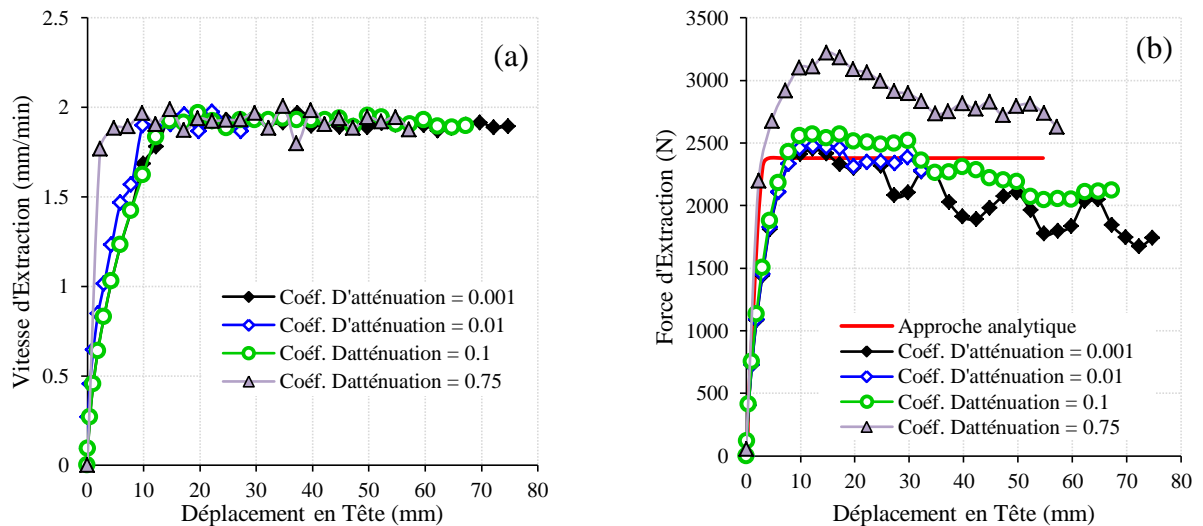 (a)
Vitesse d'Extraction (mm/min)
2.5
2
1.5
1
0.5
0
0 10 20 30 40 50 60 70 80
Déplacement en Tête (mm)
Coéf. D'atténuation = 0.001
Coéf. D'atténuation = 0.01
Coéf. Datténuation = 0.1
Coéf. Datténuation = 0.75
(b)
Force d'Extraction (N)
3500
3000
2500
2000
1500
1000
500
0
0 10 20 30 40 50 60 70 80
Déplacement en Tête (mm)
Approche analytique
Coéf. D'atténuation = 0.001
Coéf. D'atténuation = 0.01
Coéf. Datténuation = 0.1
Coéf. Datténuation = 0.75